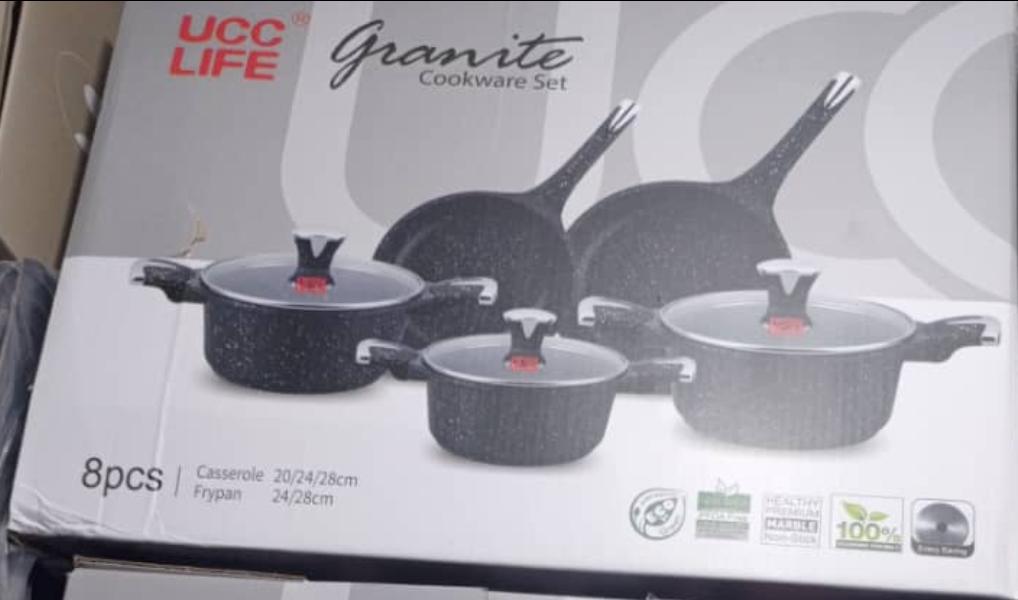 UCC ®
LIFE
Granite
Cookware Set
8pcs
Casserole 20/24/28cm
Frypan 24/28cm
HEALTHY
PREMIUM
MARBLE
Non-Stick
100%